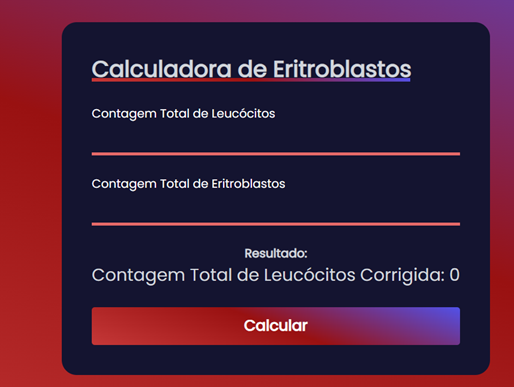 Calculadora de Eritroblastos
Contagem Total de Leucócitos
Contagem Total de Eritroblastos
Resultado:
Contagem Total de Leucócitos Corrigida: 0
Calcular